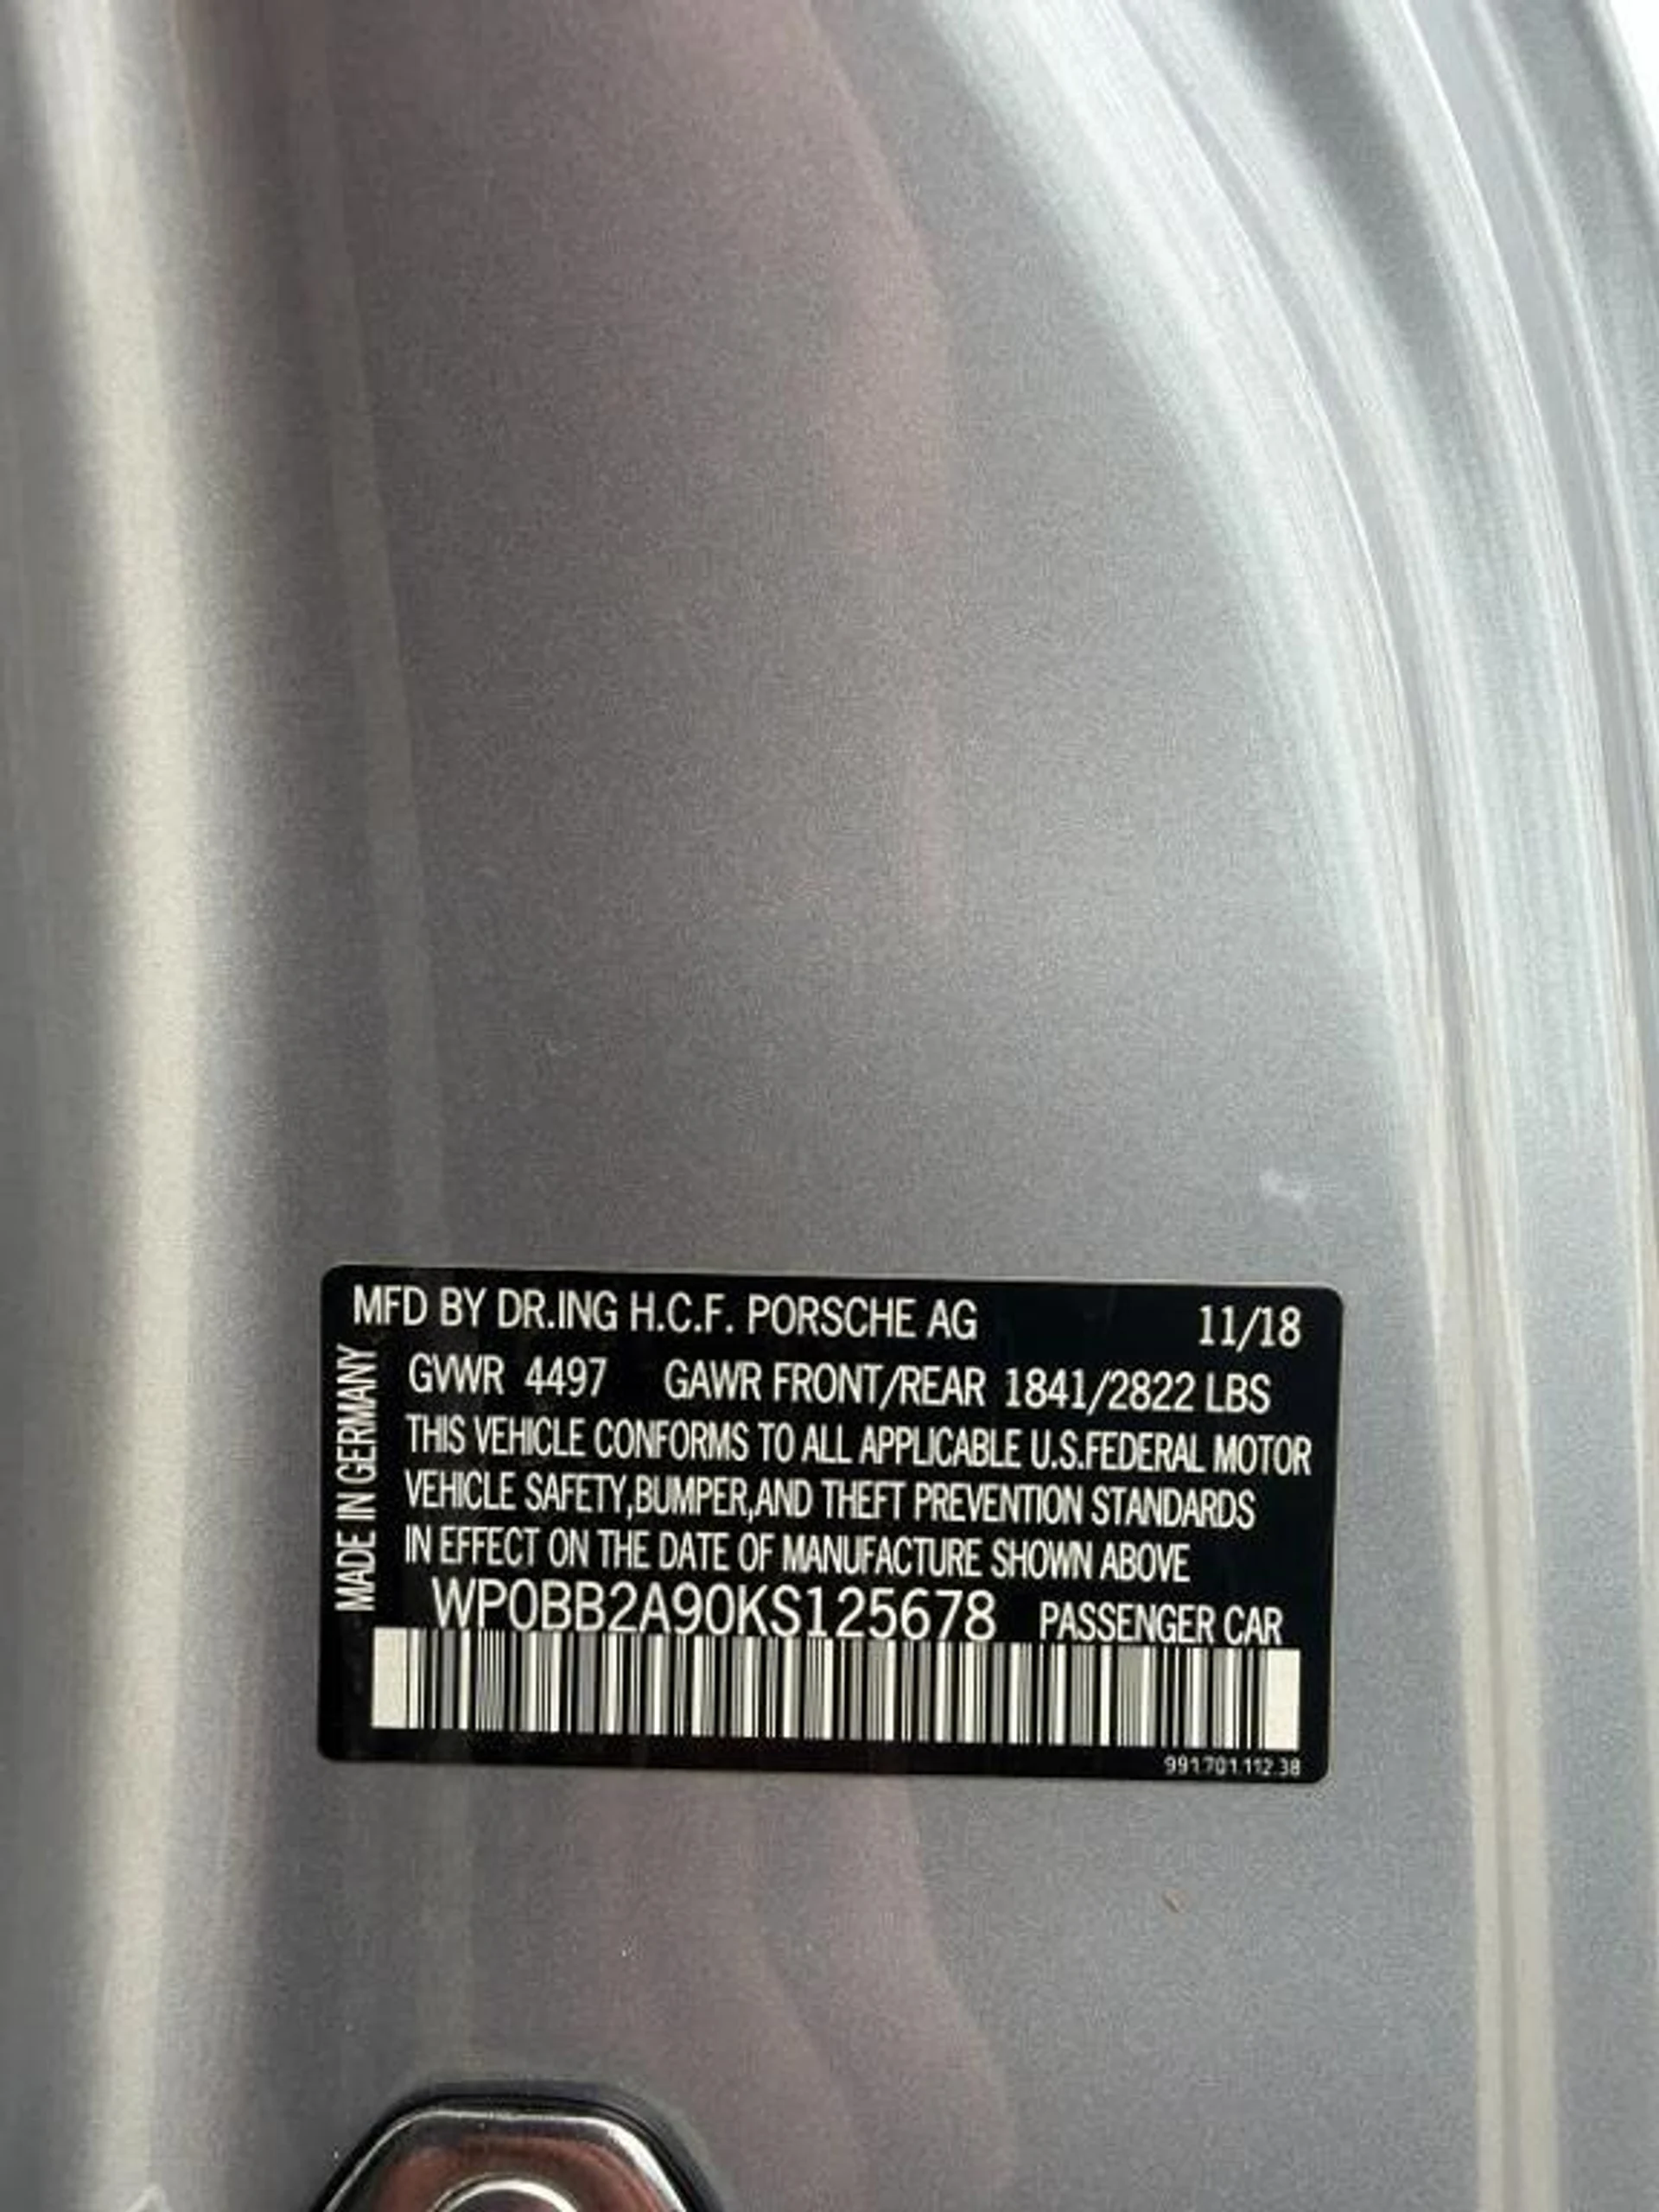 MFD BY DR.ING H.C.F. PORSCHE AG 11/18
MADE IN GERMANY
GVWR 4497 GAWR FRONT/REAR 1841/2822 LBS
THIS VEHICLE CONFORMS TO ALL APPLICABLE U.S.FEDERAL MOTOR
VEHICLE SAFETY,BUMPER,AND THEFT PREVENTION STANDARDS
IN EFFECT ON THE DATE OF MANUFACTURE SHOWN ABOVE
WP0BB2A90KS125678 PASSENGER CAR
991.701.112.38